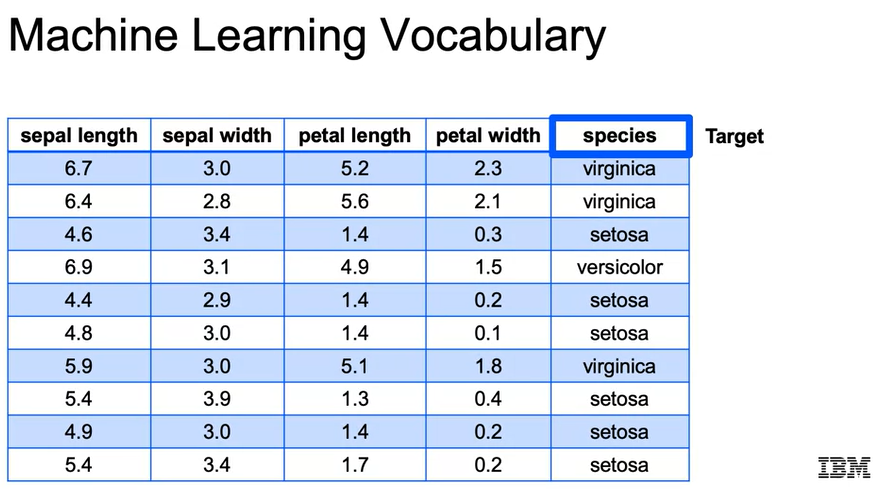 Machine Learning Vocabulary
sepal length sepal width petal length petal width species Target
6.7 3.0 5.2 2.3 virginica
6.4 2.8 5.6 2.1 virginica
4.6 3.4 1.4 0.3 setosa
6.9 3.1 4.9 1.5 versicolor
4.4 2.9 1.4 0.2 setosa
4.8 3.0 1.4 0.1 setosa
5.9 3.0 5.1 1.8 virginica
5.4 3.9 1.3 0.4 setosa
4.9 3.0 1.4 0.2 setosa
5.4 3.4 1.7 0.2 setosa
IBM